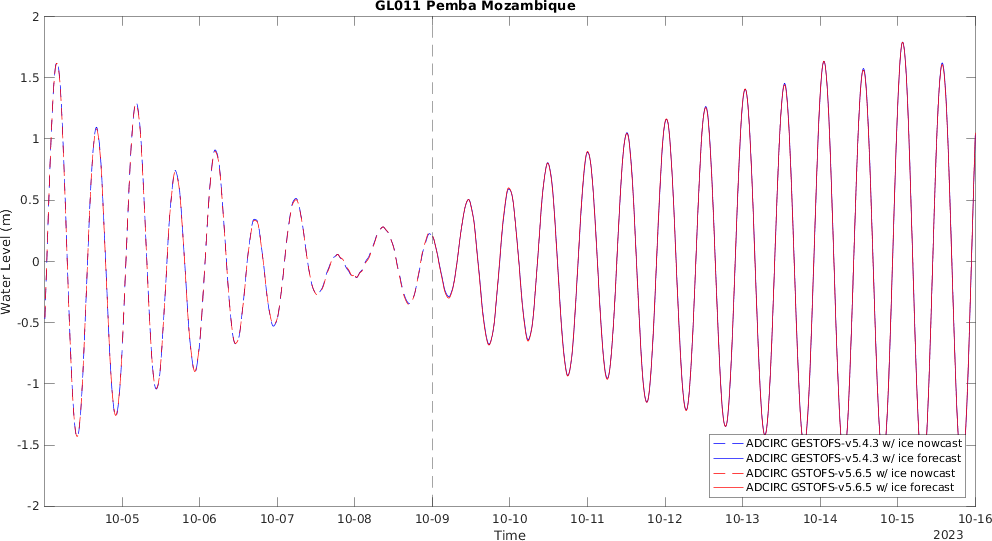 GL011 Pemba Mozambique
2
1.5
1
0.5
0
-0.5
-1
-1.5
-2
Water Level (m)
ADCIRC GESTOFS-v5.4.3 w/ ice nowcast
ADCIRC GESTOFS-v5.4.3 w/ ice forecast
ADCIRC GSTOFS-v5.6.5 w/ ice nowcast
ADCIRC GSTOFS-v5.6.5 w/ ice forecast
10-05 10-06 10-07 10-08 10-09 10-10 10-11 10-12 10-13 10-14 10-15 10-16
Time
2023